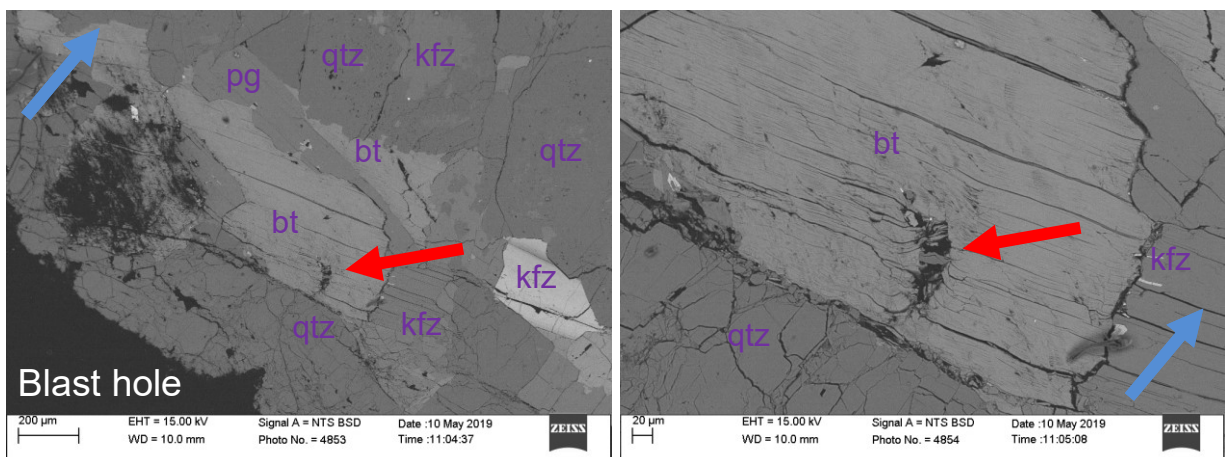 qtz
kfz
pg
bt
qtz
bt
kfz
qtz
kfz
Blast hole
200 µm
EHT = 15.00 kV
WD = 10.0 mm
Signal A = NTS BSD
Photo No. = 4853
Date :10 May 2019
Time :11:04:37
ZEISS
bt
kfz
qtz
20 µm
EHT = 15.00 kV
WD = 10.0 mm
Signal A = NTS BSD
Photo No. = 4854
Date :10 May 2019
Time :11:05:08
ZEISS